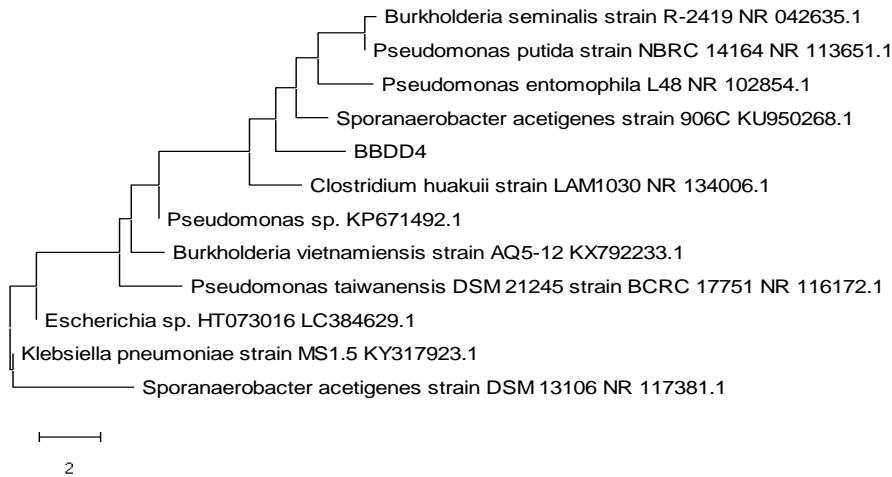 Burkholderia seminalis strain R-2419 NR 042635.1
Pseudomonas putida strain NBRC 14164 NR 113651.1
Pseudomonas entomophila L48 NR 102854.1
Sporanaerobacter acetigenes strain 906C KU950268.1
BBDD4
Clostridium huakuii strain LAM1030 NR 134006.1
Pseudomonas sp. KP671492.1
Burkholderia vietnamiensis strain AQ5-12 KX792233.1
Pseudomonas taiwanensis DSM 21245 strain BCRC 17751 NR 116172.1
Escherichia sp. HT073016 LC384629.1
Klebsiella pneumoniae strain MS1.5 KY317923.1
Sporanaerobacter acetigenes strain DSM 13106 NR 117381.1
2